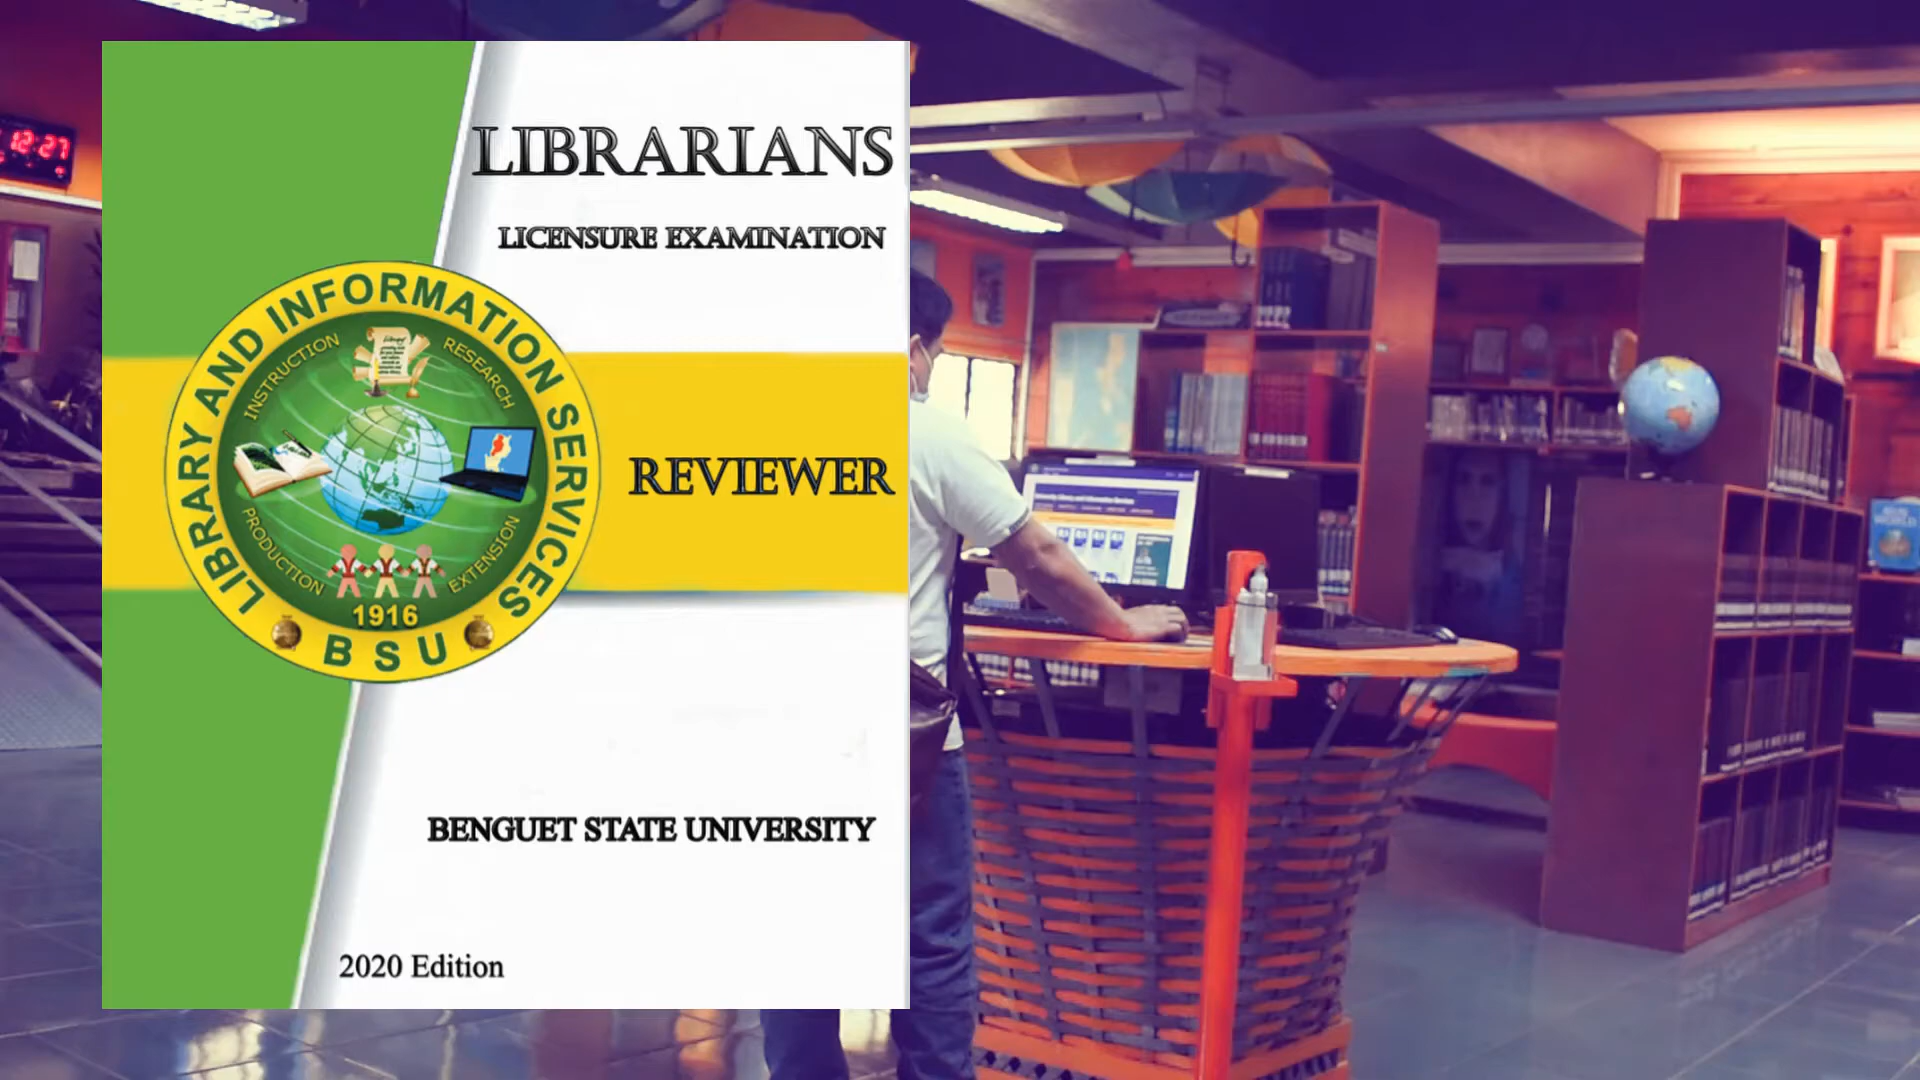 LIBRARIANS
LICENSURE EXAMINATION
LIBRARY AND INFORMATION SERVICES
INSTRUCTION
RESEARCH
REVIEWER
PRODUCTION
EXTENSION
1916
BSU
BENGUET STATE UNIVERSITY
2020 Edition
12:27